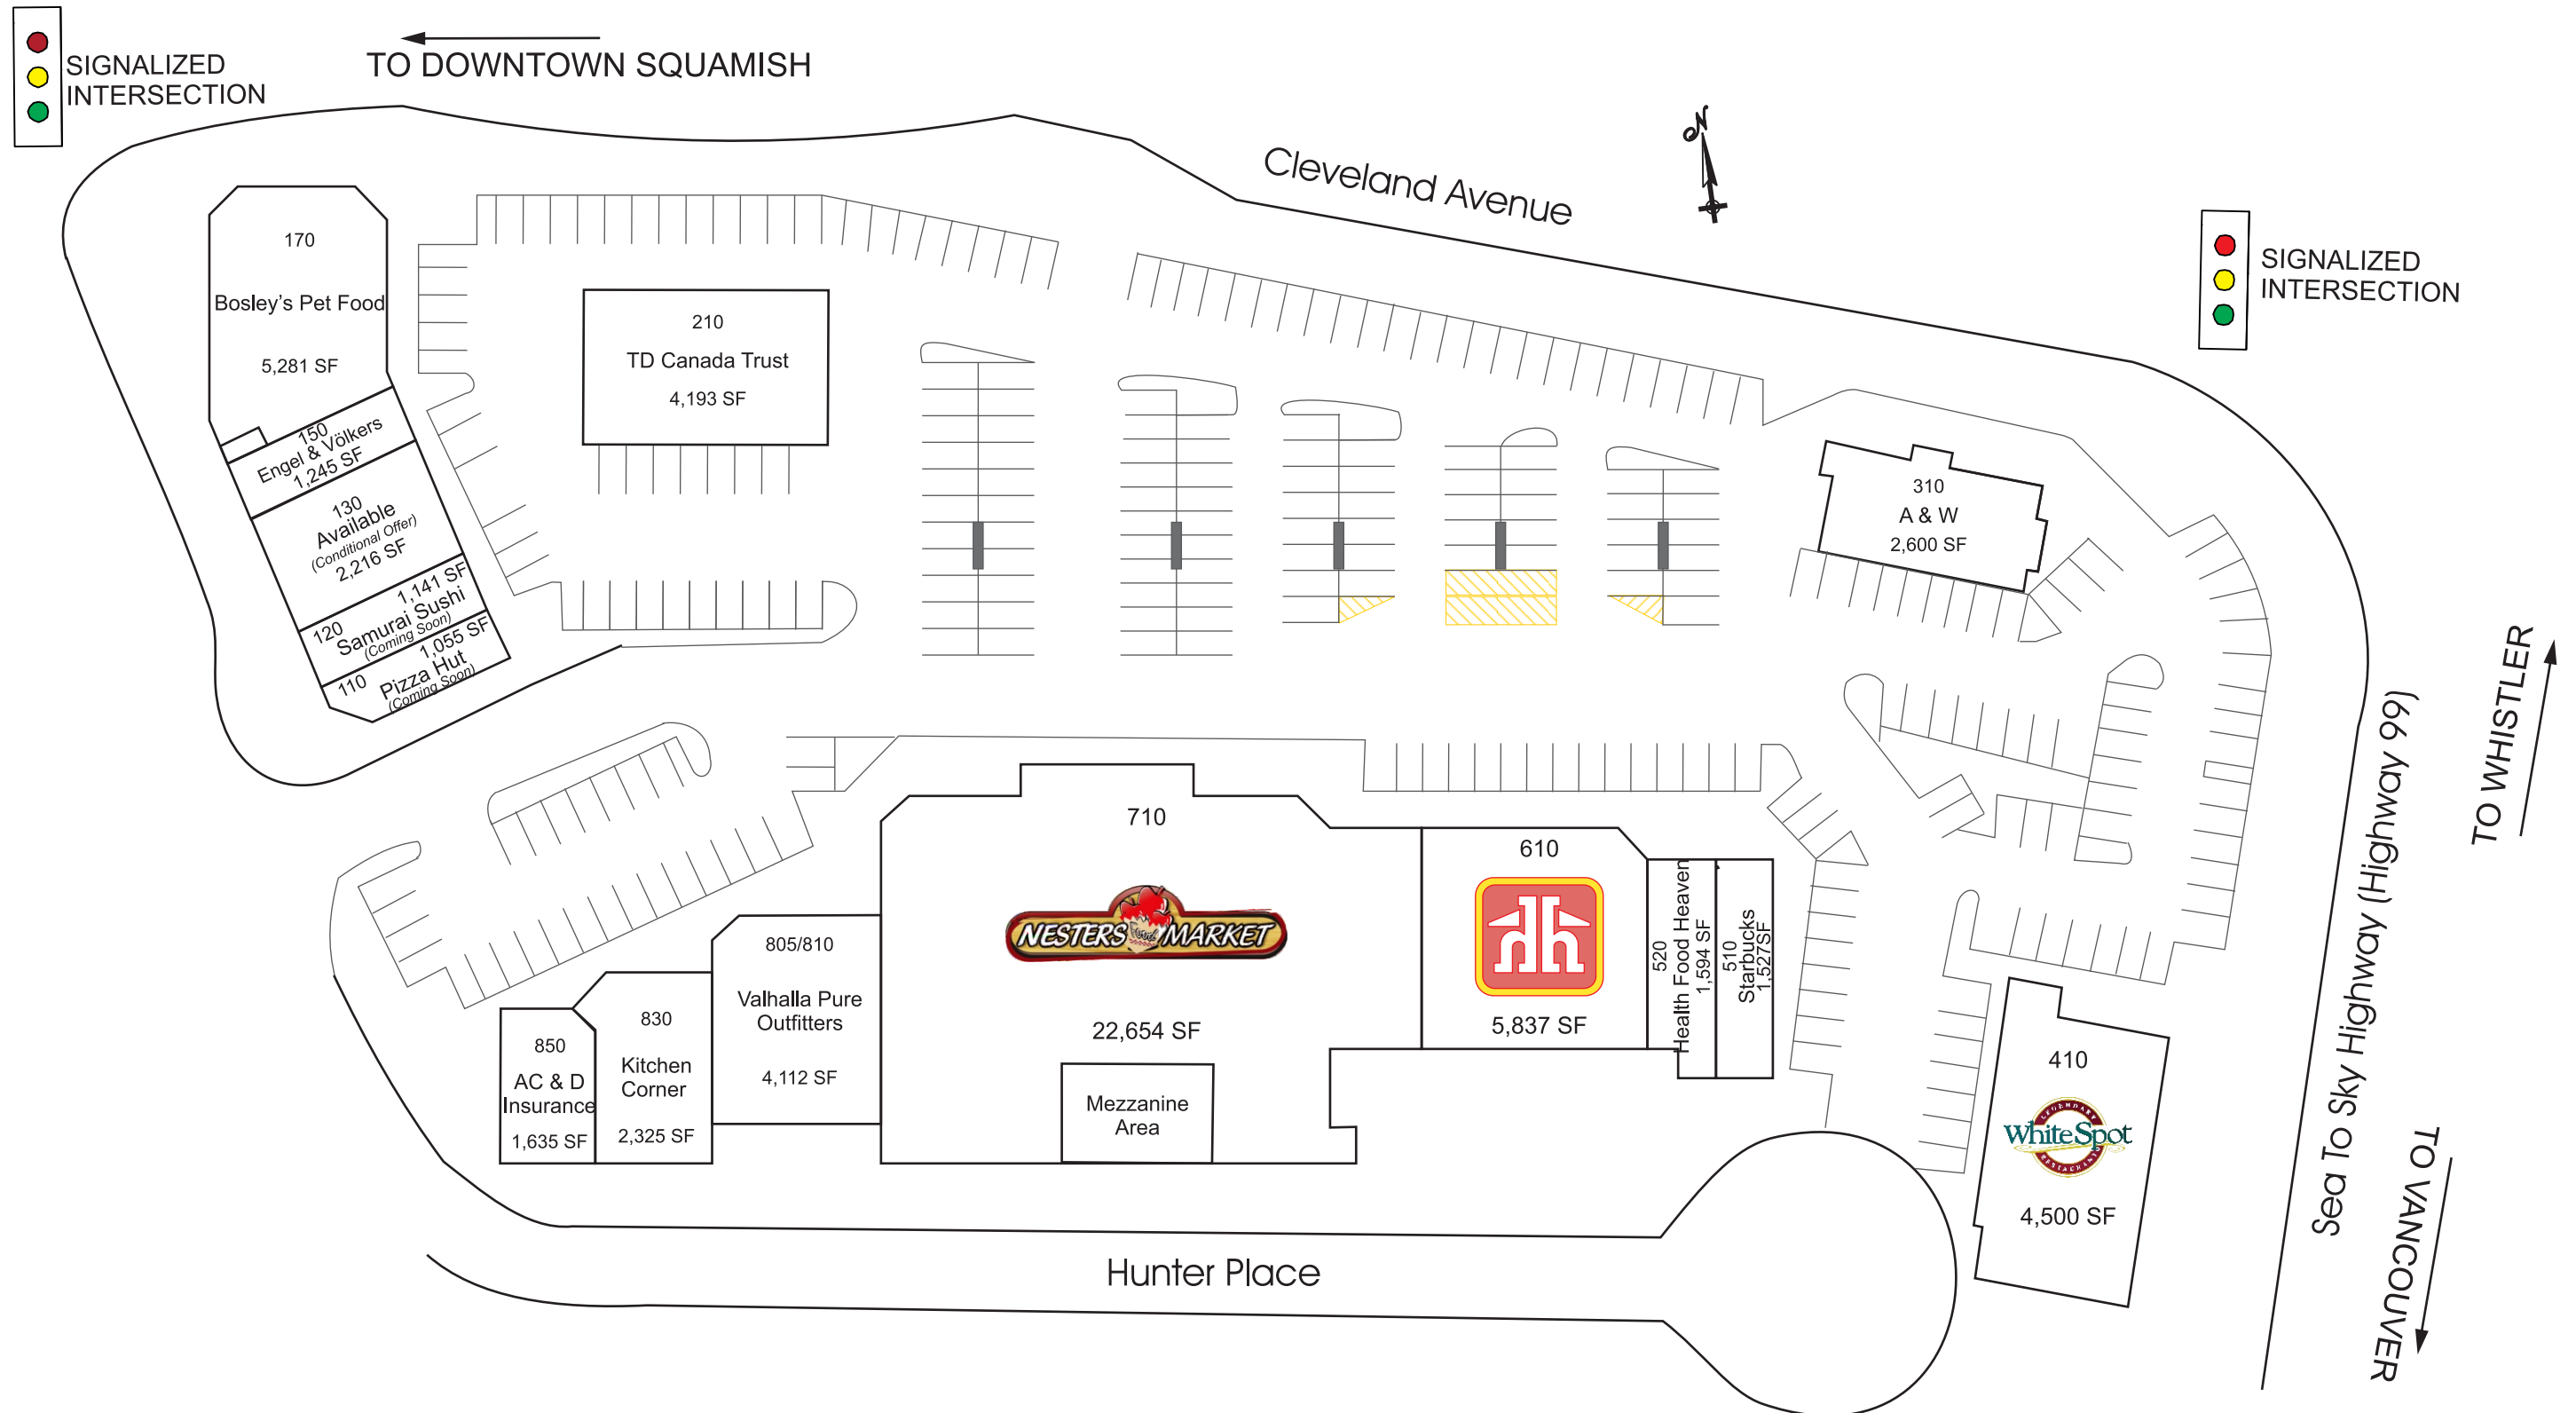 SIGNALIZED
INTERSECTION
TO DOWNTOWN SQUAMISH
N
Cleveland Avenue
SIGNALIZED
INTERSECTION
170
Bosley's Pet Food
5,281 SF
150
Engel & Völkers
1,245 SF
130
Available
(Conditional Offer)
2,216 SF
1,141 SF
120 Samurai Sushi
(Coming Soon)
1,055 SF
110 Pizza Hut
(Coming Soon)
210
TD Canada Trust
4,193 SF
310
A & W
2,600 SF
TO WHISTLER
Sea To Sky Highway (Highway 99)
TO VANCOUVER
710
NESTERS MARKET
22,654 SF
Mezzanine
Area
610
hh
5,837 SF
520
Health Food Heaven
1,594 SF
510
Starbucks
1,527SF
805/810
Valhalla Pure
Outfitters
4,112 SF
830
Kitchen
Corner
2,325 SF
850
AC & D
Insurance
1,635 SF
410
LEGENDARY
White Spot
RESTAURANT
4,500 SF
Hunter Place